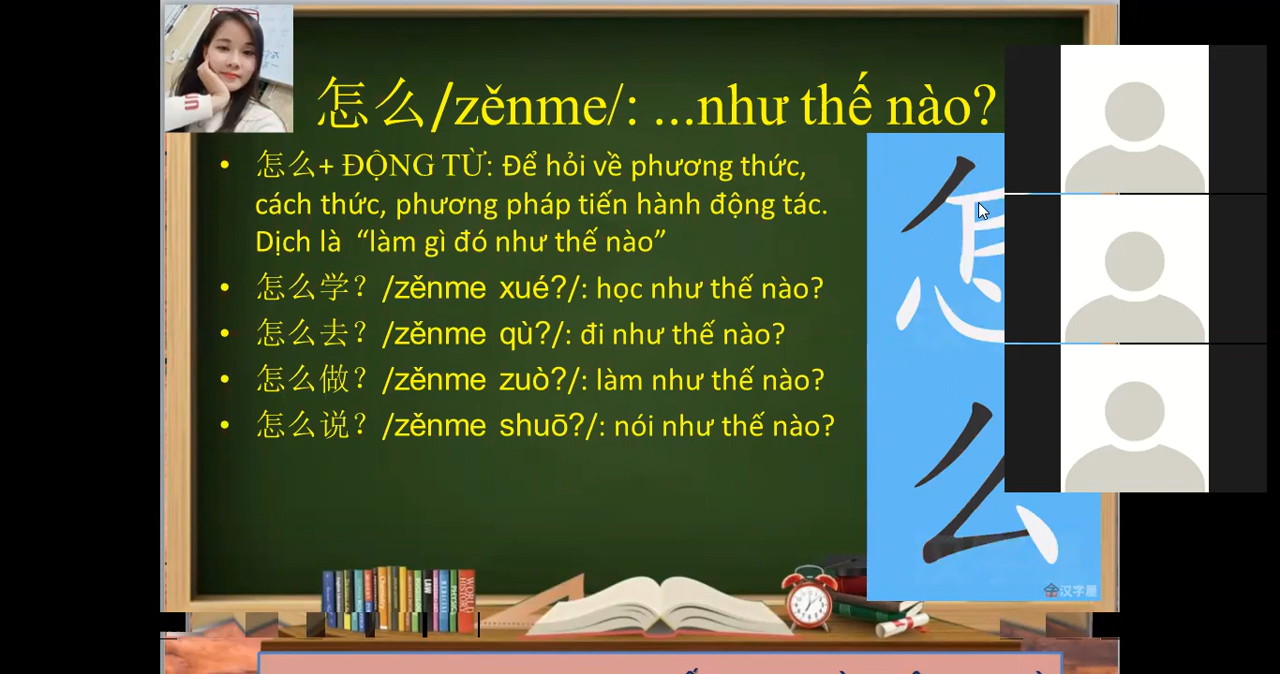 怎么/zěnme/: ...như thế nào?
• 怎么+ ĐỘNG TỪ: Để hỏi về phương thức,
cách thức, phương pháp tiến hành động tác.
Dịch là “làm gì đó như thế nào”
• 怎么学? /zěnme xué?/: học như thế nào?
• 怎么去? /zěnme qù?/: đi như thế nào?
• 怎么做? /zěnme zuò?/: làm như thế nào?
• 怎么说? /zěnme shuō?/: nói như thế nào?
怎
么
汉字屋
LAW
WORLD
HISTORY